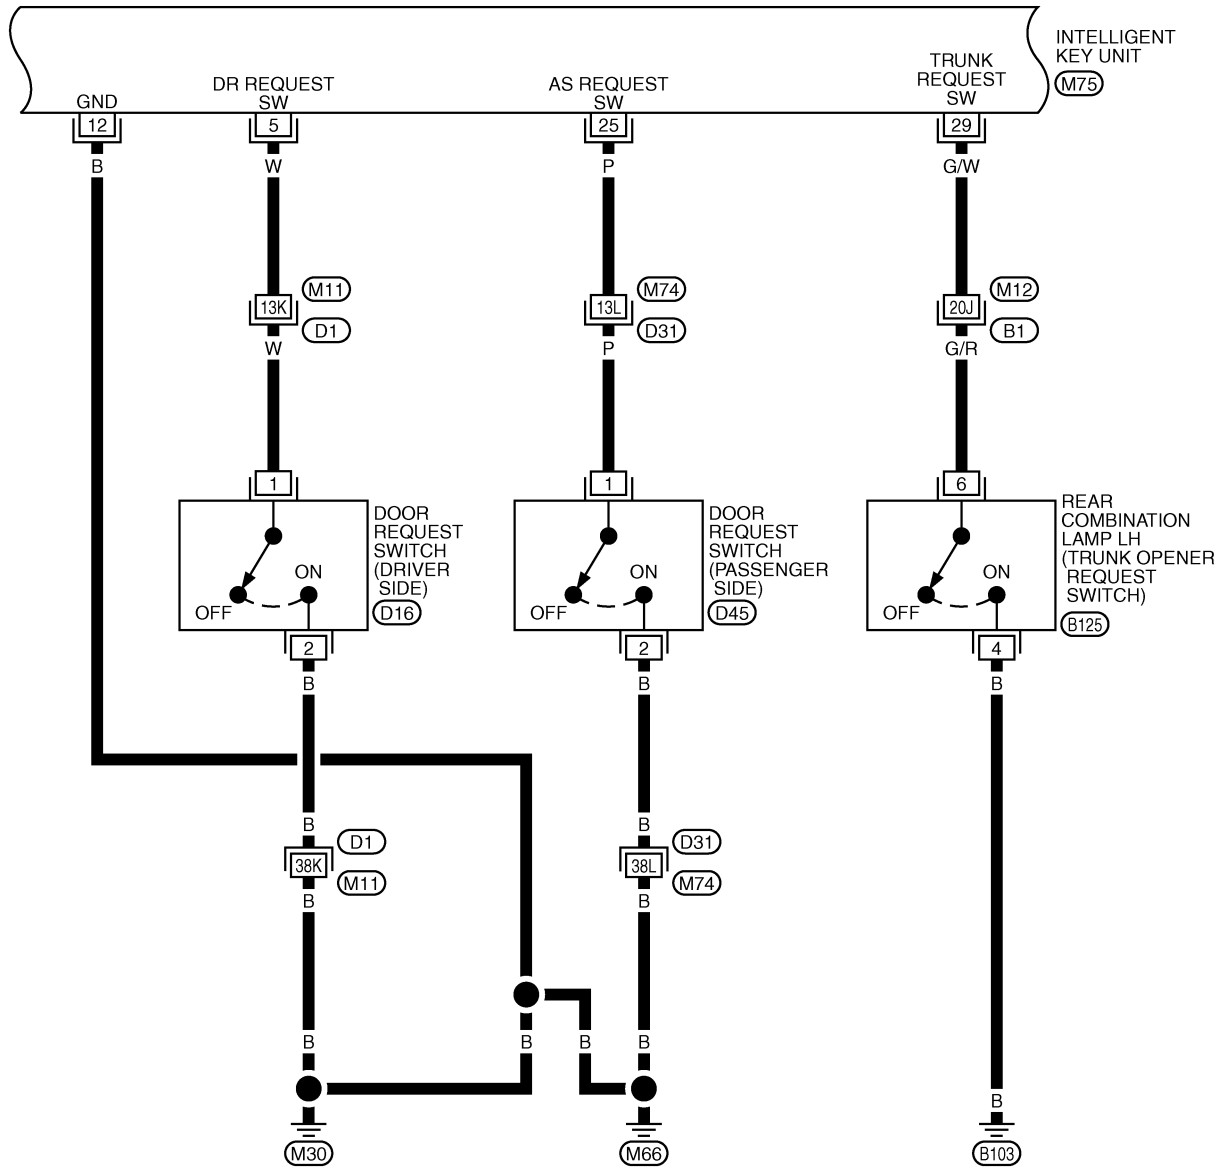 INTELLIGENT
KEY UNIT
M75
GND
DR REQUEST
SW
AS REQUEST
SW
TRUNK
REQUEST
SW
12
5
25
29
B
W
P
G/W
13K
M11
D1
13L
M74
D31
20J
M12
B1
W
P
G/R
1
1
6
DOOR
REQUEST
SWITCH
(DRIVER
SIDE)
D16
OFF
ON
DOOR
REQUEST
SWITCH
(PASSENGER
SIDE)
D45
OFF
ON
REAR
COMBINATION
LAMP LH
(TRUNK OPENER
REQUEST
SWITCH)
B125
OFF
ON
2
2
4
B
B
B
B
B
D1
38K
M11
D31
38L
M74
B
B
B
B
B
B
B
M30
M66
B103